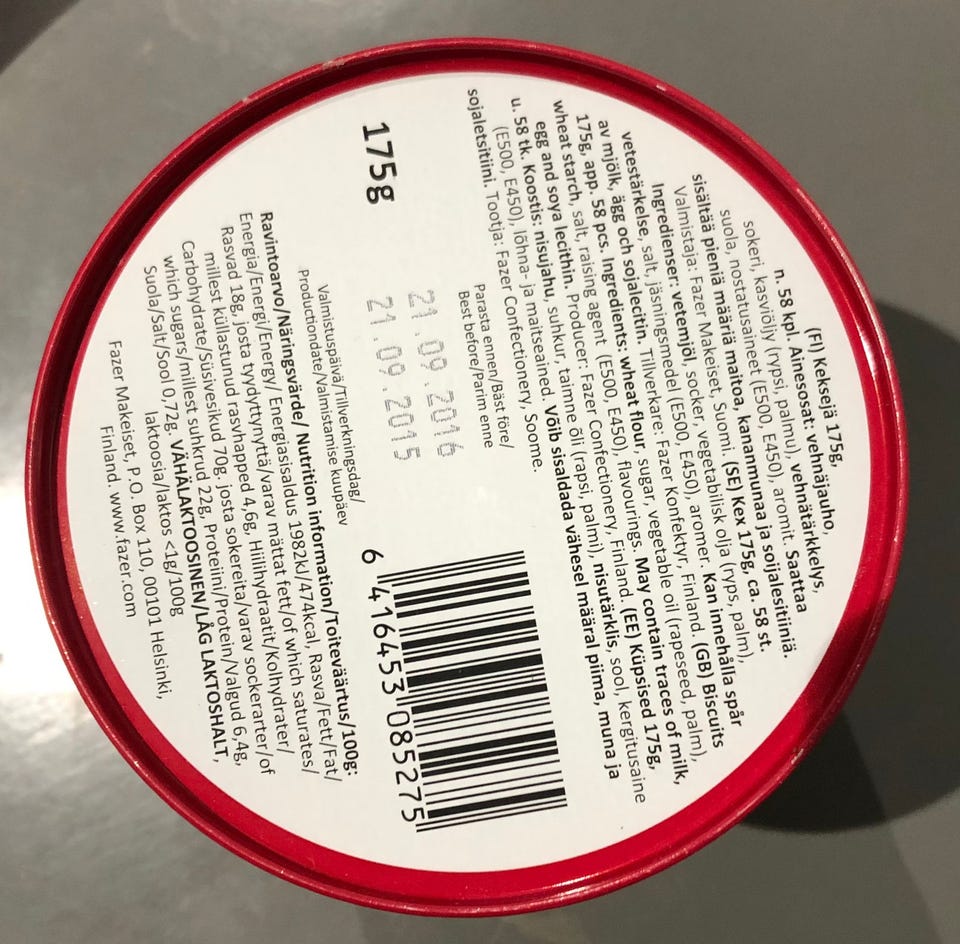 (FI) Keksejä 175g,
n. 58 kpl. Ainesosat: vehnäjauho,
sokeri, kasviöljy (rypsi, palmu), vehnätärkkelys,
suola, nostatusaineet (E500, E450), aromit. Saattaa
sisältää pieniä määriä maitoa, kananmunaa ja soijalesitiiniä.
Valmistaja: Fazer Makeiset, Suomi. (SE) Kex 175g, ca. 58 st.
Ingredienser: vetemjöl, socker, vegetabilisk olja (ryps, palm),
vetestärkelse, salt, jäsningsmedel (E500, E450), aromer. Kan innehålla spår
av mjölk, ägg och sojalecitin. Tillverkare: Fazer Konfektyr, Finland. (GB) Biscuits
175g, app. 58 pcs. Ingredients: wheat flour, sugar, vegetable oil (rapeseed, palm),
wheat starch, salt, raising agent (E500, E450), flavourings. May contain traces of milk,
egg and soya lecithin. Producer: Fazer Confectionery, Finland. (EE) Küpsised 175g,
u. 58 tk. Koostis: nisujahu, suhkur, taimne õli (rapsi, palmi), nisutärklis, sool, kergitusaine
(E500, E450), lõhna- ja maitseained. Võib sisaldada vähesel määral piima, muna ja
sojaletsitiini. Tootja: Fazer Confectionery, Soome.
Parasta ennen/Bäst före/
Best before/Parim enne
21.09.2016
21.09.2015
175g
Valmistuspäivä/Tillverkningsdag/
Productiondate/Valmistamise kuupäev
6 416453 085275
Ravintoarvo/Näringsvärde/ Nutrition information/Toiteväärtus/100g:
Energia/Energi/Energy/ Energiasisaldus 1982kJ/474kcal, Rasva/Fett/Fat/
Rasvad 18g, josta tyydyttynyttä/varav mättat fett/of which saturates/
millest küllastunud rasvhapped 4,6g, Hiilihydraatit/Kolhydrater/
Carbohydrate/Süsivesikud 70g, josta sokereita/varav sockerarter/of
which sugars/millest suhkrud 22g, Proteiini/Protein/Valgud 6,4g,
Suola/Salt/Sool 0,72g. VÄHÄLAKTOOSINEN/LÅG LAKTOSHALT,
laktoosia/laktos <1g/100g
Fazer Makeiset, P.O. Box 110, 00101 Helsinki,
Finland. www.fazer.com